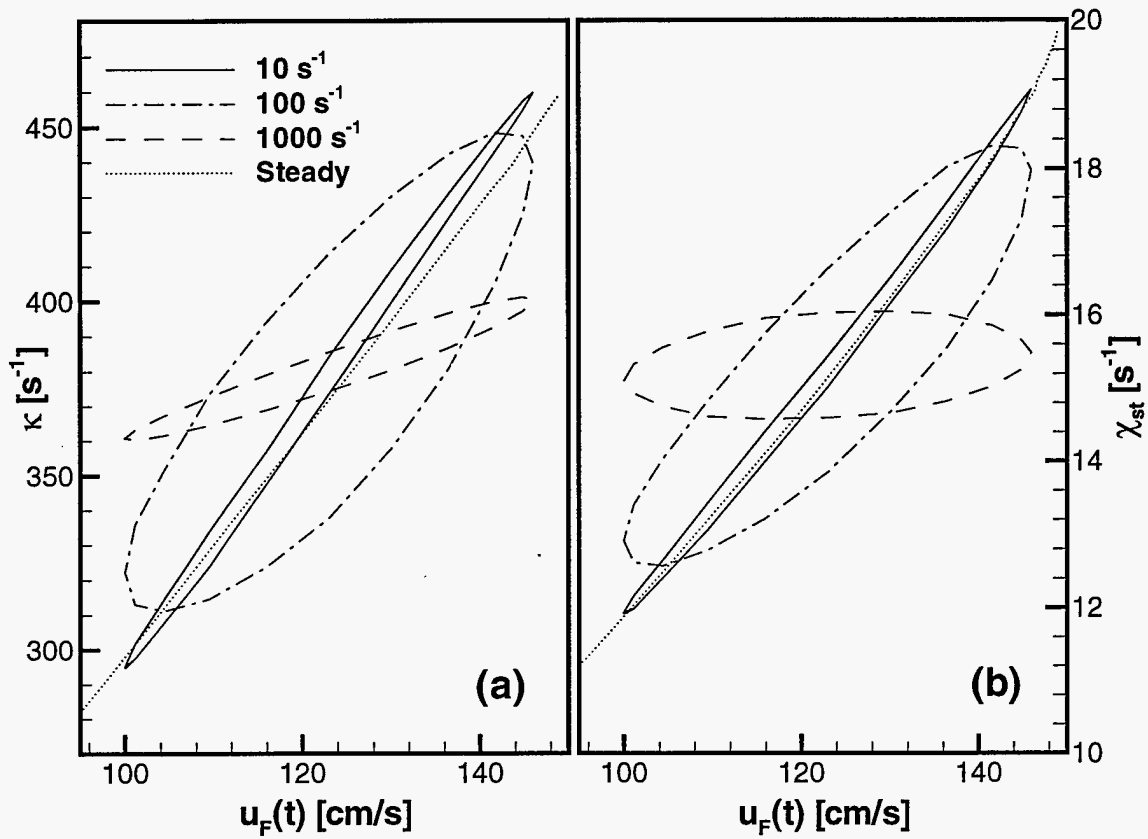 10 s⁻¹
100 s⁻¹
1000 s⁻¹
Steady
450
400
350
300
κ [s⁻¹]
(a)
100
120
140
u_F(t) [cm/s]
(b)
100
120
140
u_F(t) [cm/s]
20
18
16
14
12
10
χ_st [s⁻¹]